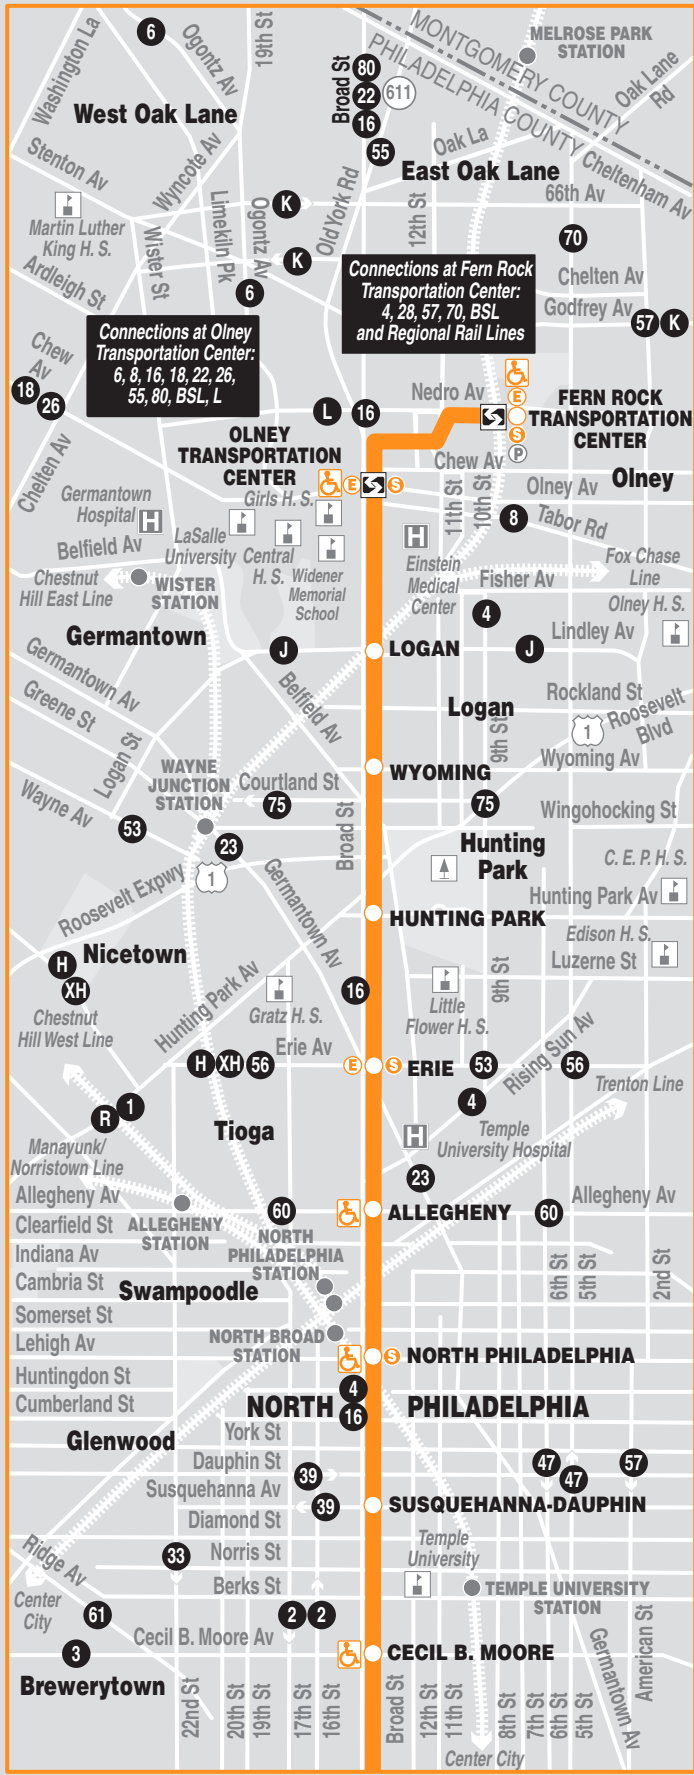 Washington La
6
Ogontz Av
19th St
Broad St
80
22
16
55
611
MELROSE PARK
STATION
MONTGOMERY COUNTY
PHILADELPHIA COUNTY
Oak Lane
Rd
West Oak Lane
Stenton Av
Wyncote Av
Oak La
East Oak Lane
Cheltenham Av
66th Av
Martin Luther
King H. S.
K
Old York Rd
12th St
70
Ardleigh St
Wister St
Limekiln Pk
Ogontz Av
K
6
Connections at Fern Rock
Transportation Center:
4, 28, 57, 70, BSL
and Regional Rail Lines
Chelten Av
Godfrey Av
57
K
Chew
Av
18
26
Connections at Olney
Transportation Center:
6, 8, 16, 18, 22, 26,
55, 80, BSL, L
Nedro Av
E
S
P
FERN ROCK
TRANSPORTATION
CENTER
L
16
Chelten Av
OLNEY
TRANSPORTATION
CENTER
E
S
Chew Av
11th St
10th St
Olney
Olney Av
8
Tabor Rd
Germantown
Hospital
H
Girls H. S.
Belfield Av
LaSalle
University
Central
H. S.
Widener
Memorial
School
H
Einstein
Medical
Center
Fox Chase
Line
Chestnut
Hill East Line
WISTER
STATION
Fisher Av
Olney H. S.
4
Germantown
J
LOGAN
J
Lindley Av
Germantown Av
Greene St
Belfield Av
Logan
Rockland St
Roosevelt
Blvd
1
Logan St
9th St
WAYNE
JUNCTION
STATION
WYOMING
Wyoming Av
Wayne Av
Courtland St
75
75
Wingohocking St
53
23
Broad St
Hunting
Park
C. E. P. H. S.
1
Roosevelt Expwy
Germantown Av
Hunting Park Av
HUNTING PARK
Edison H. S.
Luzerne St
Nicetown
H
XH
Hunting Park Av
16
9th St
Little
Flower H. S.
Chestnut
Hill West Line
Gratz H. S.
Erie Av
Rising Sun Av
H
XH
56
E
S
ERIE
53
56
Trenton Line
4
R
1
Tioga
H
Temple
University Hospital
Manayunk/
Norristown Line
23
Allegheny Av
60
ALLEGHENY
60
Allegheny Av
Clearfield St
ALLEGHENY
STATION
NORTH
PHILADELPHIA
STATION
Indiana Av
6th St
5th St
2nd St
Cambria St
Swampoodle
Somerset St
NORTH BROAD
STATION
Lehigh Av
S
NORTH PHILADELPHIA
Huntingdon St
4
Cumberland St
NORTH
16
PHILADELPHIA
York St
Glenwood
Dauphin St
39
47
47
57
Susquehanna Av
39
SUSQUEHANNA-DAUPHIN
Diamond St
Ridge Av
33
Norris St
Temple
University
Center
City
Berks St
TEMPLE UNIVERSITY
STATION
61
2
2
Cecil B. Moore Av
3
CECIL B. MOORE
Brewerytown
22nd St
20th St
19th St
17th St
16th St
Broad St
12th St
11th St
8th St
7th St
6th St
5th St
Germantown Av
American St
Center City